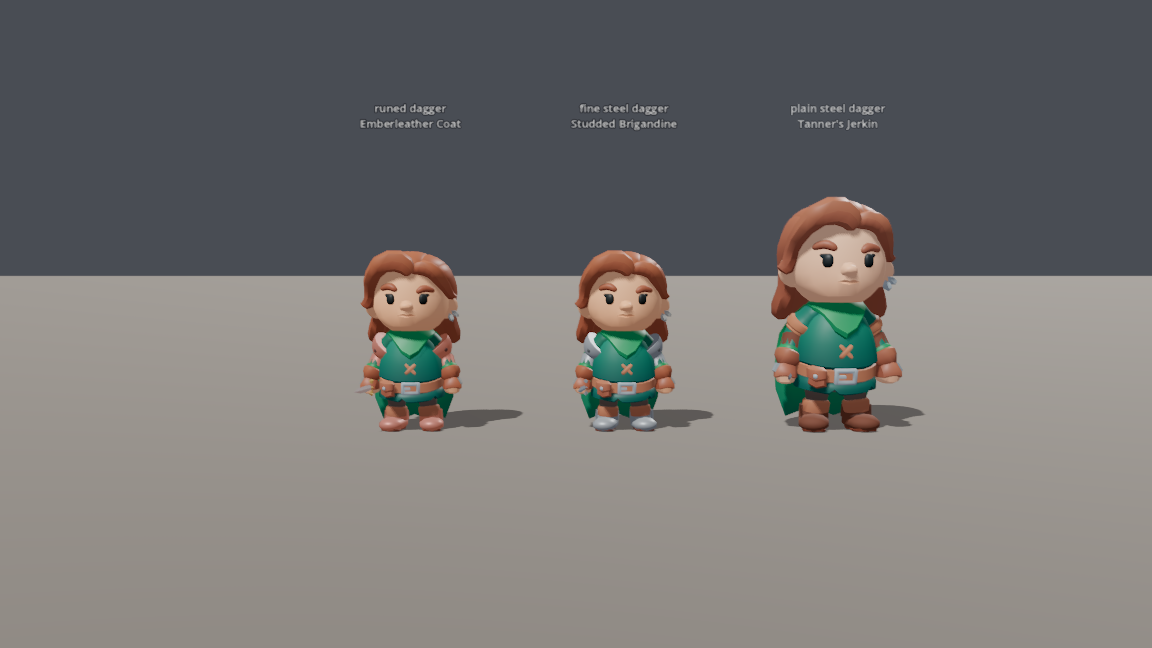 runed dagger
Emberleather Coat
fine steel dagger
Studded Brigandine
plain steel dagger
Tanner's Jerkin